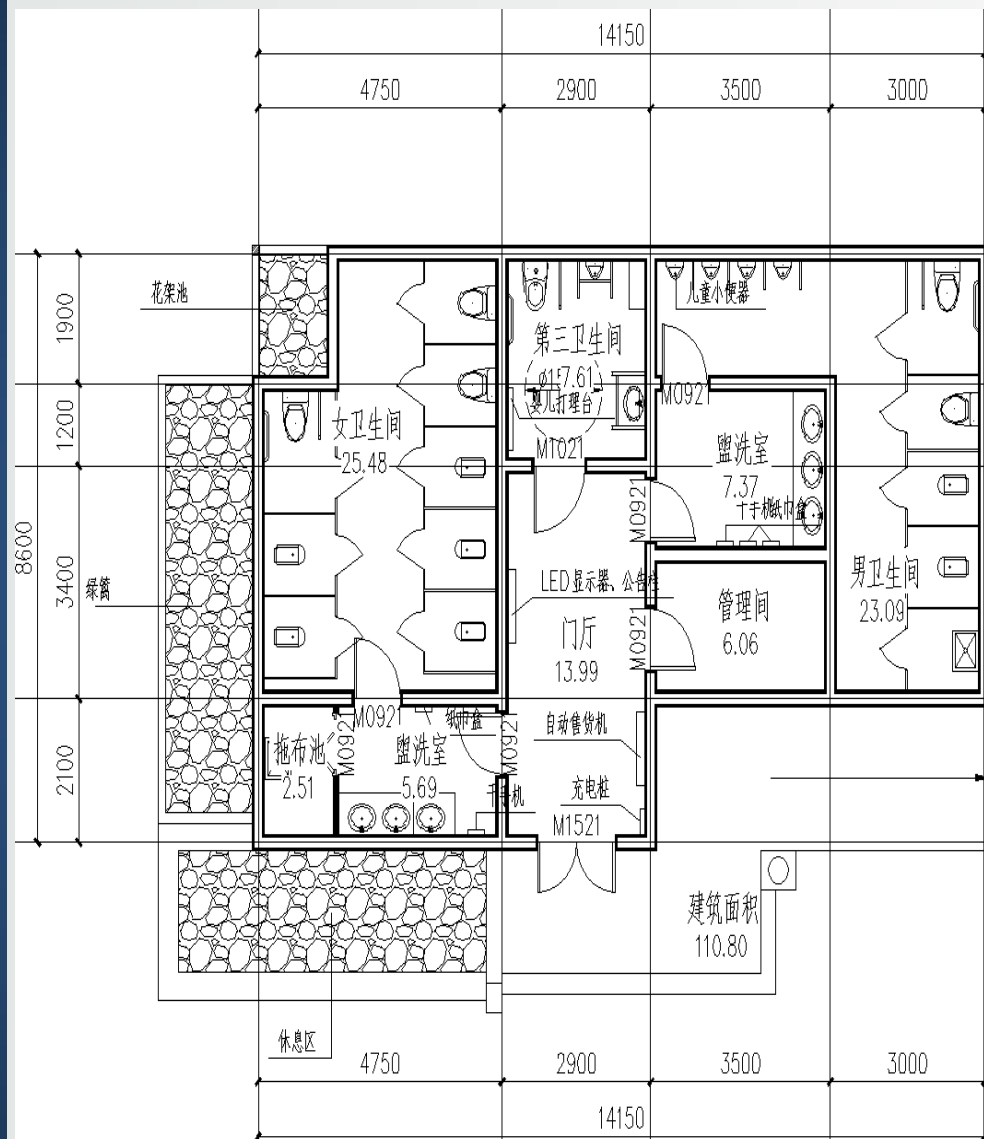 14150
4750 2900 3500 3000
花架池
1900
1200
8600
3400
2100
绿篱
儿童小便器
第三卫生间
7.61
婴儿打理台
M1021
M0921
女卫生间
25.48
盥洗室
7.37
干手机
纸巾盒
M0921
LED显示器、公告栏
男卫生间
23.09
管理间
6.06
门厅
13.99
M0921
M0921
纸巾盒
自动售货机
拖布池
2.51
M0921
盥洗室
5.69
M0921
干手机
充电桩
M1521
建筑面积
110.80
休息区
4750 2900 3500 3000
14150